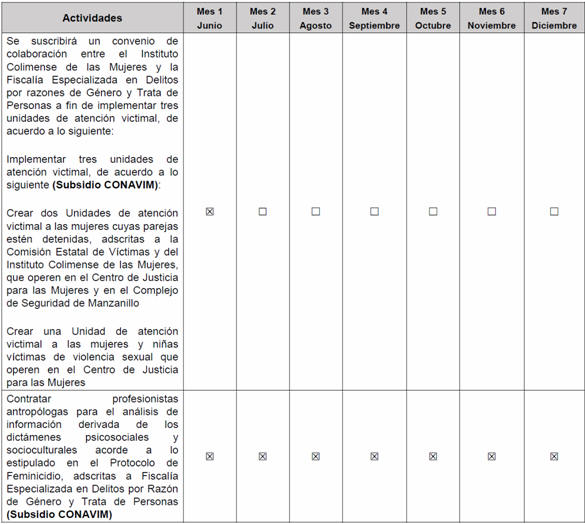 Actividades
Mes 1
Junio
Mes 2
Julio
Mes 3
Agosto
Mes 4
Septiembre
Mes 5
Octubre
Mes 6
Noviembre
Mes 7
Diciembre
Se suscribirá un convenio de
colaboración entre el Instituto
Colimense de las Mujeres y la
Fiscalía Especializada en Delitos
por razones de Género y Trata de
Personas a fin de implementar tres
unidades de atención victimal, de
acuerdo a lo siguiente:
Implementar tres unidades de
atención victimal, de acuerdo a lo
siguiente (Subsidio CONAVIM):
Crear dos Unidades de atención
victimal a las mujeres cuyas parejas
estén detenidas, adscritas a la
Comisión Estatal de Víctimas y del
Instituto Colimense de las Mujeres,
que operen en el Centro de Justicia
para las Mujeres y en el Complejo
de Seguridad de Manzanillo
Crear una Unidad de atención
victimal a las mujeres y niñas
víctimas de violencia sexual que
operen en el Centro de Justicia
para las Mujeres
☒ ☐ ☐ ☐ ☐ ☐ ☐
Contratar profesionistas
antropólogas para el análisis de
información derivada de los
dictámenes psicosociales y
socioculturales acorde a lo
estipulado en el Protocolo de
Feminicidio, adscritas a Fiscalía
Especializada en Delitos por Razón
de Género y Trata de Personas
(Subsidio CONAVIM)
☒ ☒ ☒ ☒ ☒ ☒ ☒